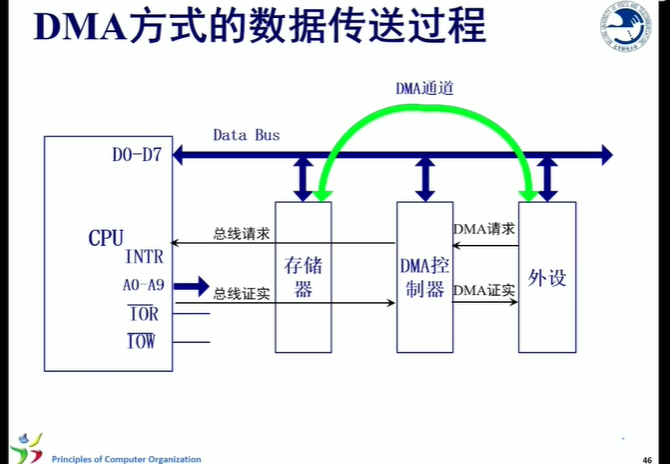 DMA方式的数据传送过程
DMA通道
Data Bus
D0-D7
CPU
总线请求
DMA请求
INTR
存储
器
DMA控
制器
外设
A0-A9
总线证实
DMA证实
IOR
IOW
Principles of Computer Organization
46